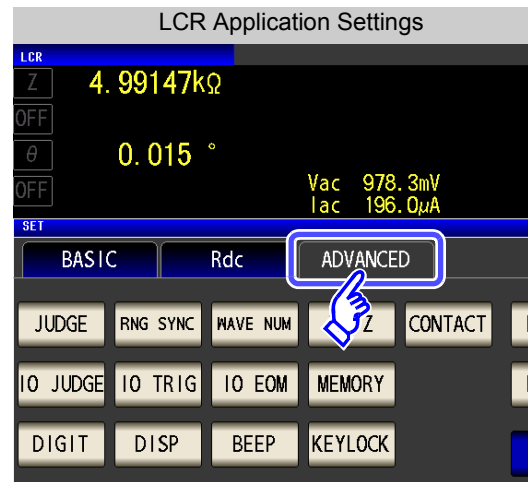 LCR Application Settings
LCR
Z 4.99147kΩ
OFF
θ 0.015 °
OFF
Vac 978.3mV
Iac 196.0μA
SET
BASIC Rdc ADVANCED
JUDGE RNG SYNC WAVE NUM Z CONTACT
IO JUDGE IO TRIG IO EOM MEMORY
DIGIT DISP BEEP KEYLOCK